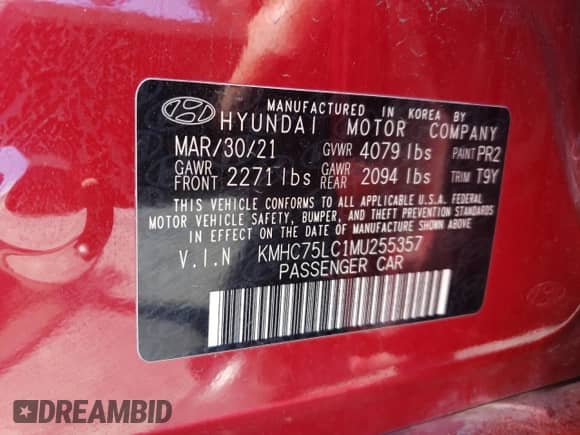 MANUFACTURED IN KOREA BY
HYUNDAI MOTOR COMPANY
MAR/30/21 GVWR 4079 lbs PAINT PR2
GAWR FRONT 2271 lbs GAWR REAR 2094 lbs TRIM T9Y
THIS VEHICLE CONFORMS TO ALL APPLICABLE U.S.A. FEDERAL
MOTOR VEHICLE SAFETY, BUMPER, AND THEFT PREVENTION STANDARDS
IN EFFECT ON THE DATE OF MANUFACTURE SHOWN ABOVE.
V.I.N KMHC75LC1MU255357
PASSENGER CAR
DREAMBID